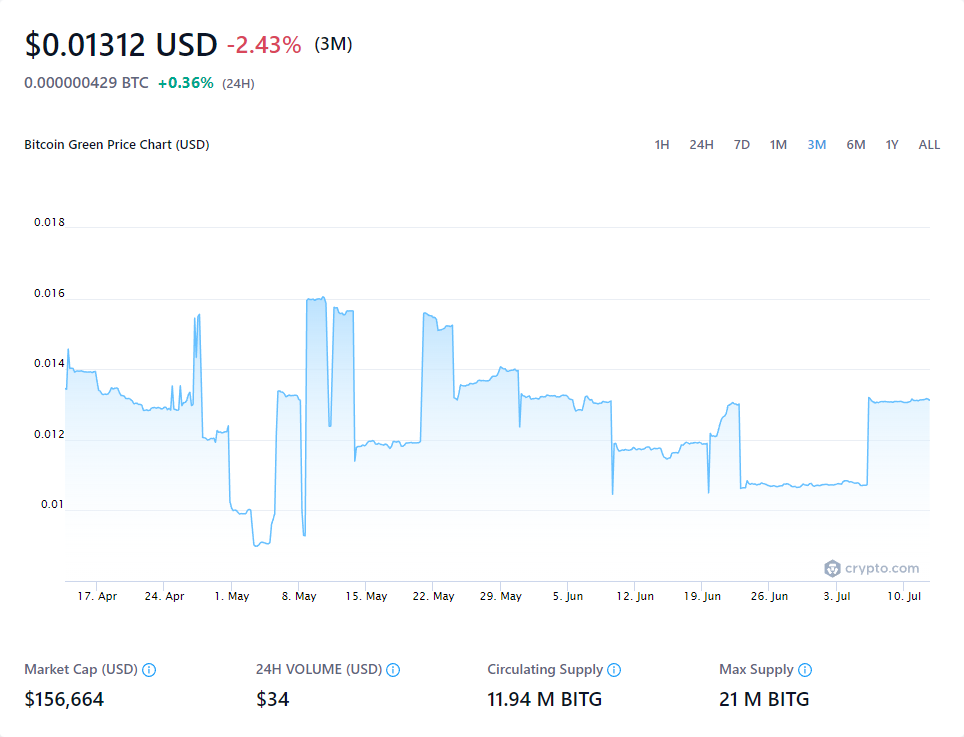 $0.01312 USD -2.43% (3M)
0.000000429 BTC +0.36% (24H)
Bitcoin Green Price Chart (USD) 1H 24H 7D 1M 3M 6M 1Y ALL
0.018
0.016
0.014
0.012
0.01
crypto.com
17. Apr 24. Apr 1. May 8. May 15. May 22. May 29. May 5. Jun 12. Jun 19. Jun 26. Jun 3. Jul 10. Jul
Market Cap (USD) 24H VOLUME (USD) Circulating Supply Max Supply
$156,664 $34 11.94 M BITG 21 M BITG